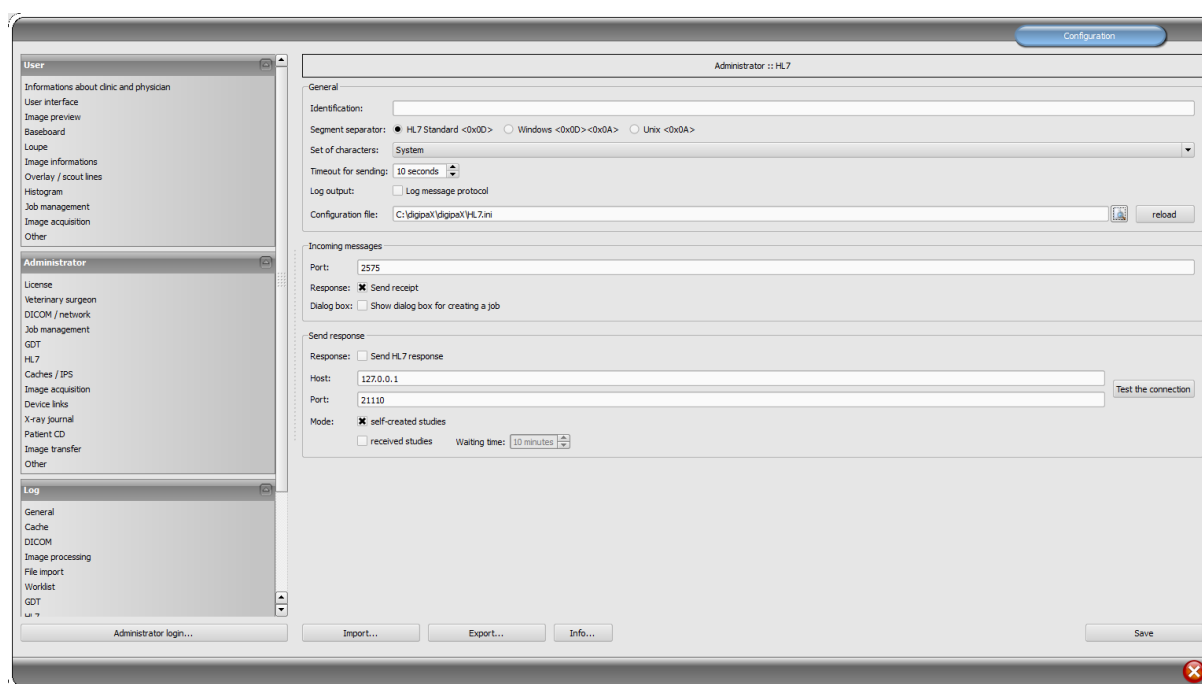 Configuration
User
Informations about clinic and physician
User interface
Image preview
Baseboard
Loupe
Image informations
Overlay / scout lines
Histogram
Job management
Image acquisition
Other
Administrator
License
Veterinary surgeon
DICOM / network
Job management
GDT
HL7
Caches / IPS
Image acquisition
Device links
X-ray journal
Patient CD
Image transfer
Other
Log
General
Cache
DICOM
Image processing
File import
Worklist
GDT
HL7
Administrator login...
Administrator :: HL7
General
Identification:
Segment separator: HL7 Standard <0x0D> Windows <0x0D><0x0A> Unix <0x0A>
Set of characters: System
Timeout for sending: 10 seconds
Log output: Log message protocol
Configuration file: C:\digipaX\digipaX\HL7.ini reload
Incoming messages
Port: 2575
Response: Send receipt
Dialog box: Show dialog box for creating a job
Send response
Response: Send HL7 response
Host: 127.0.0.1
Test the connection
Port: 21110
Mode: self-created studies
received studies Waiting time: 10 minutes
Import... Export... Info... Save